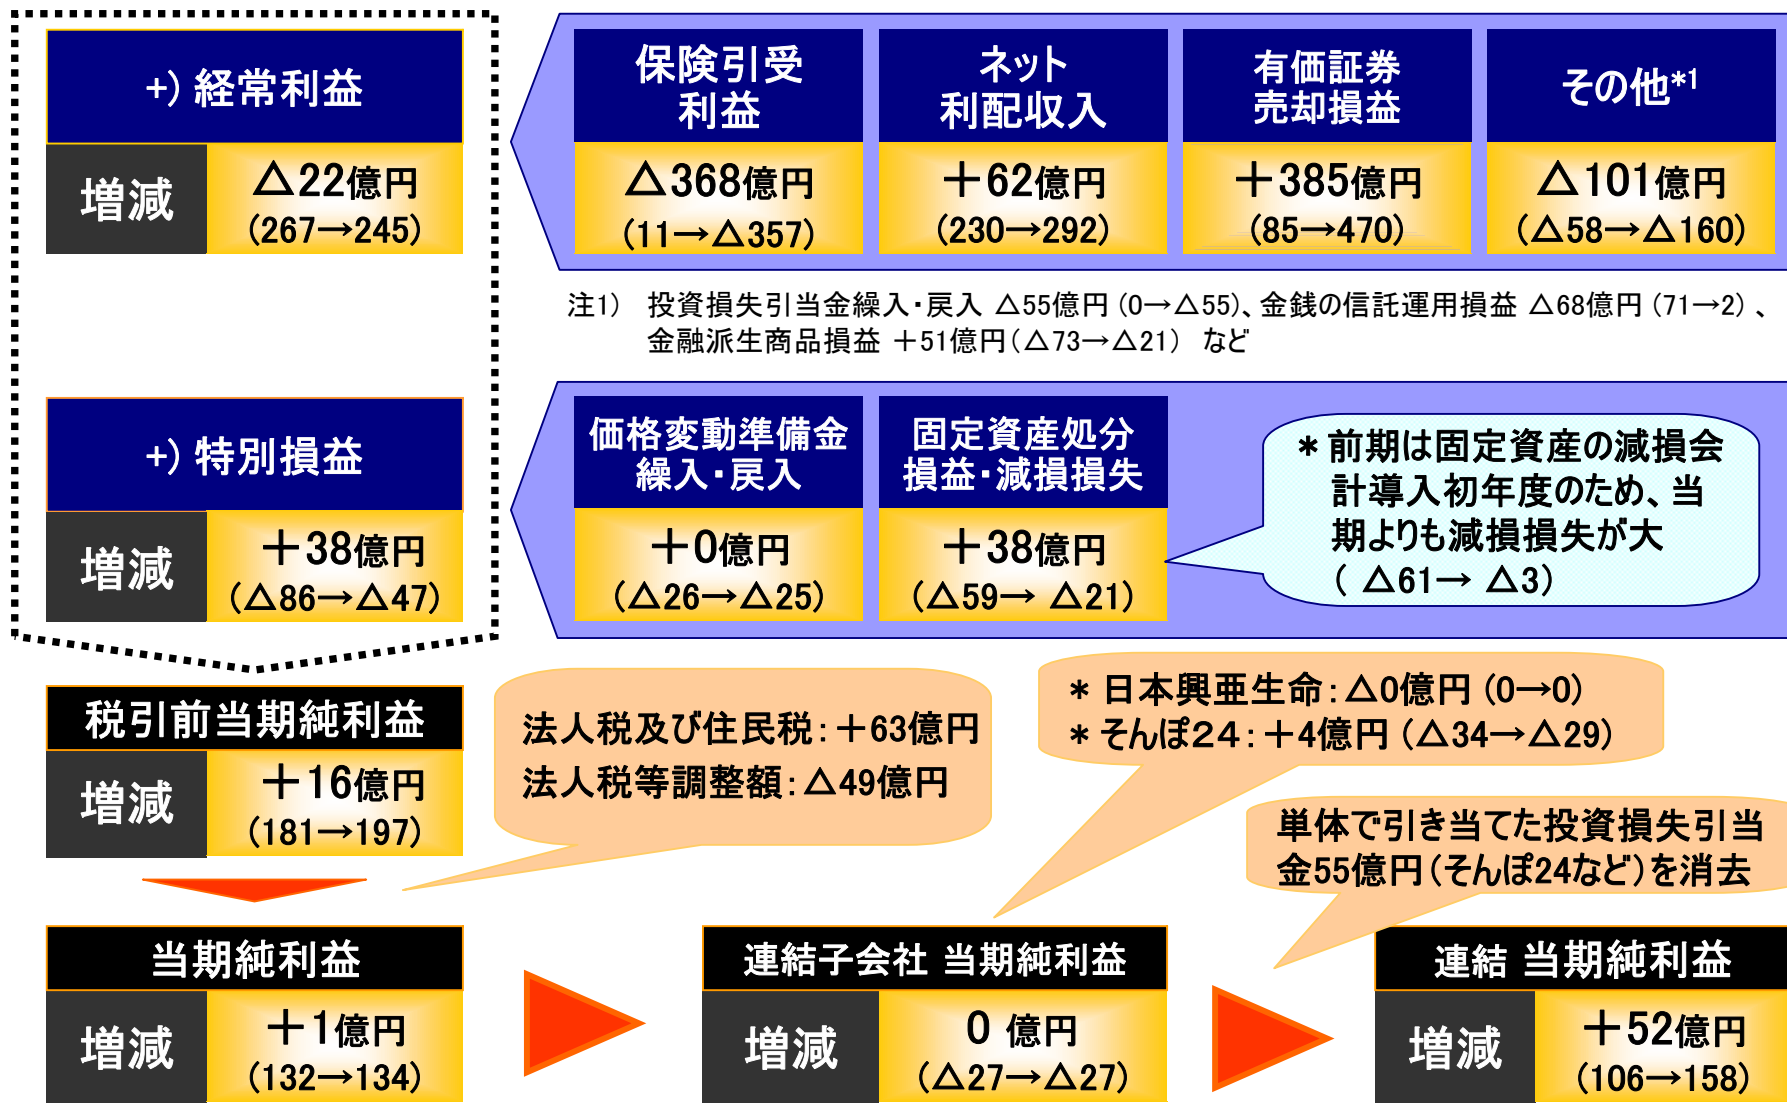 +) 経常利益
増減
△22億円
(267→245)
保険引受
利益
△368億円
(11→△357)
ネット
利配収入
＋62億円
(230→292)
有価証券
売却損益
＋385億円
(85→470)
その他*1
△101億円
(△58→△160)
注1) 投資損失引当金繰入・戻入 △55億円 (0→△55)、金銭の信託運用損益 △68億円 (71→2) 、
金融派生商品損益 ＋51億円(△73→△21) など
+) 特別損益
増減
＋38億円
(△86→△47)
価格変動準備金
繰入・戻入
＋0億円
(△26→△25)
固定資産処分
損益・減損損失
＋38億円
(△59→ △21)
* 前期は固定資産の減損会
計導入初年度のため、当
期よりも減損損失が大
( △61→ △3)
税引前当期純利益
増減
＋16億円
(181→197)
法人税及び住民税：＋63億円
法人税等調整額：△49億円
* 日本興亜生命：△0億円 (0→0)
* そんぽ２４：＋4億円 (△34→△29)
単体で引き当てた投資損失引当
金55億円(そんぽ24など)を消去
当期純利益
増減
＋1億円
(132→134)
連結子会社 当期純利益
増減
0 億円
(△27→△27)
連結 当期純利益
増減
＋52億円
(106→158)